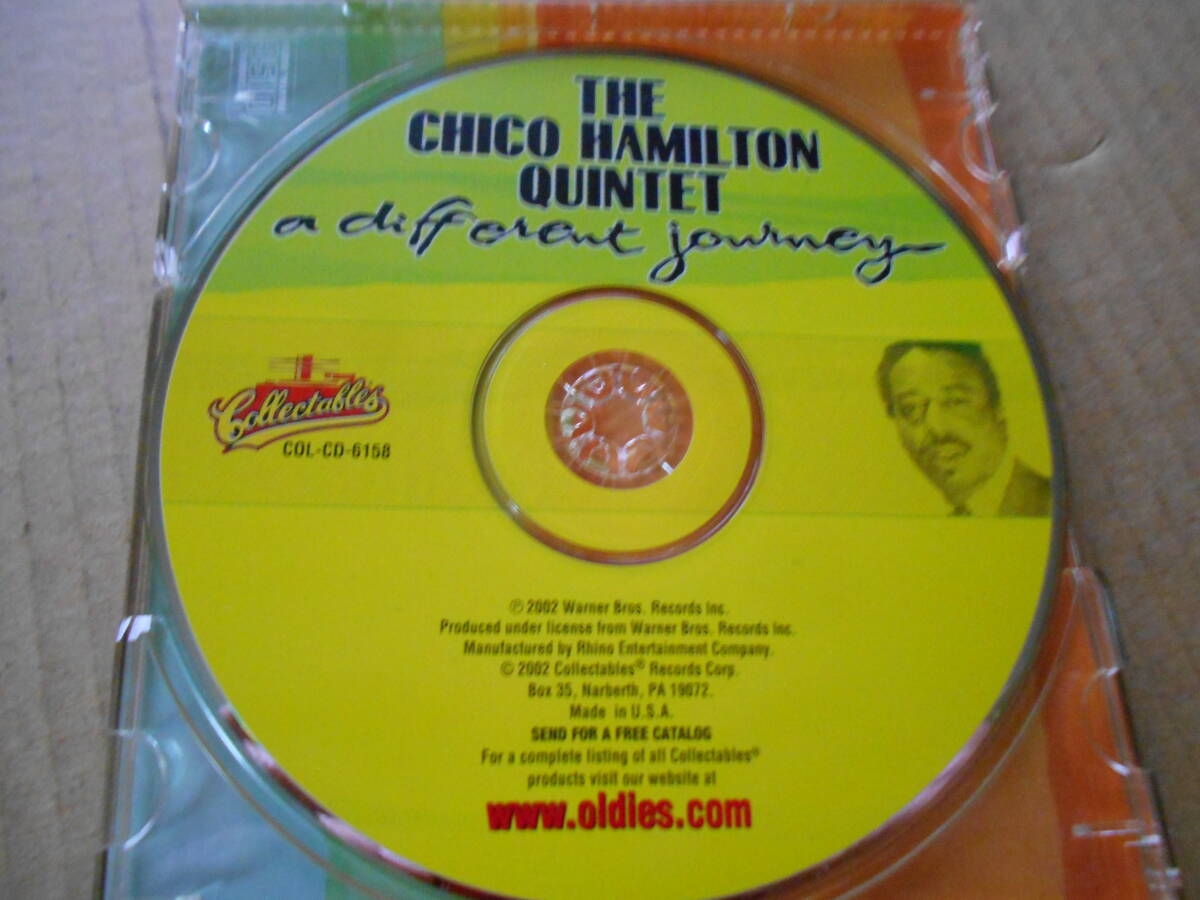 THE
CHICO HAMILTON
QUINTET
a different journey
Collectables
COL-CD-6158
℗ 2002 Warner Bros. Records Inc.
Produced under license from Warner Bros. Records Inc.
Manufactured by Rhino Entertainment Company.
© 2002 Collectables® Records Corp.
Box 35, Narberth, PA 19072.
Made in U.S.A.
SEND FOR A FREE CATALOG
For a complete listing of all Collectables®
products visit our website at
www.oldies.com